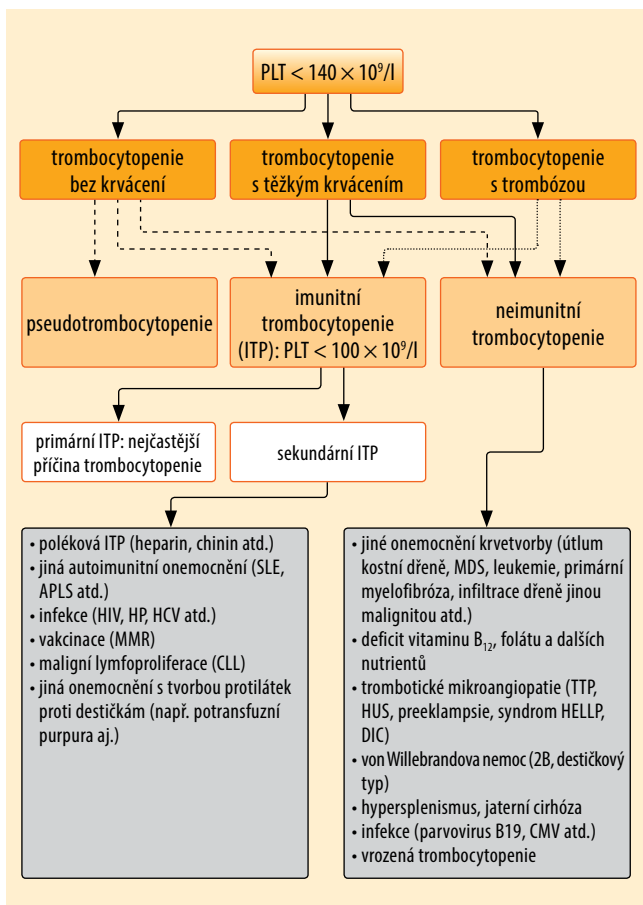 PLT < 140 × 10⁹/l
trombocytopenie
bez krvácení
trombocytopenie
s těžkým krvácením
trombocytopenie
s trombózou
pseudotrombocytopenie
imunitní
trombocytopenie
(ITP): PLT < 100 × 10⁹/l
neimunitní
trombocytopenie
primární ITP: nejčastější
příčina trombocytopenie
sekundární ITP
• poléková ITP (heparin, chinin atd.)
• jiná autoimunitní onemocnění (SLE,
APLS atd.)
• infekce (HIV, HP, HCV atd.)
• vakcinace (MMR)
• maligní lymfoproliferace (CLL)
• jiná onemocnění s tvorbou protilátek
proti destičkám (např. potransfuzní
purpura aj.)
• jiné onemocnění krvetvorby (útlum
kostní dřeně, MDS, leukemie, primární
myelofibróza, infiltrace dřeně jinou
malignitou atd.)
• deficit vitaminu B₁₂, folátu a dalších
nutrientů
• trombotické mikroangiopatie (TTP,
HUS, preeklampsie, syndrom HELLP,
DIC)
• von Willebrandova nemoc (2B, destičkový
typ)
• hypersplenismus, jaterní cirhóza
• infekce (parvovirus B19, CMV atd.)
• vrozená trombocytopenie